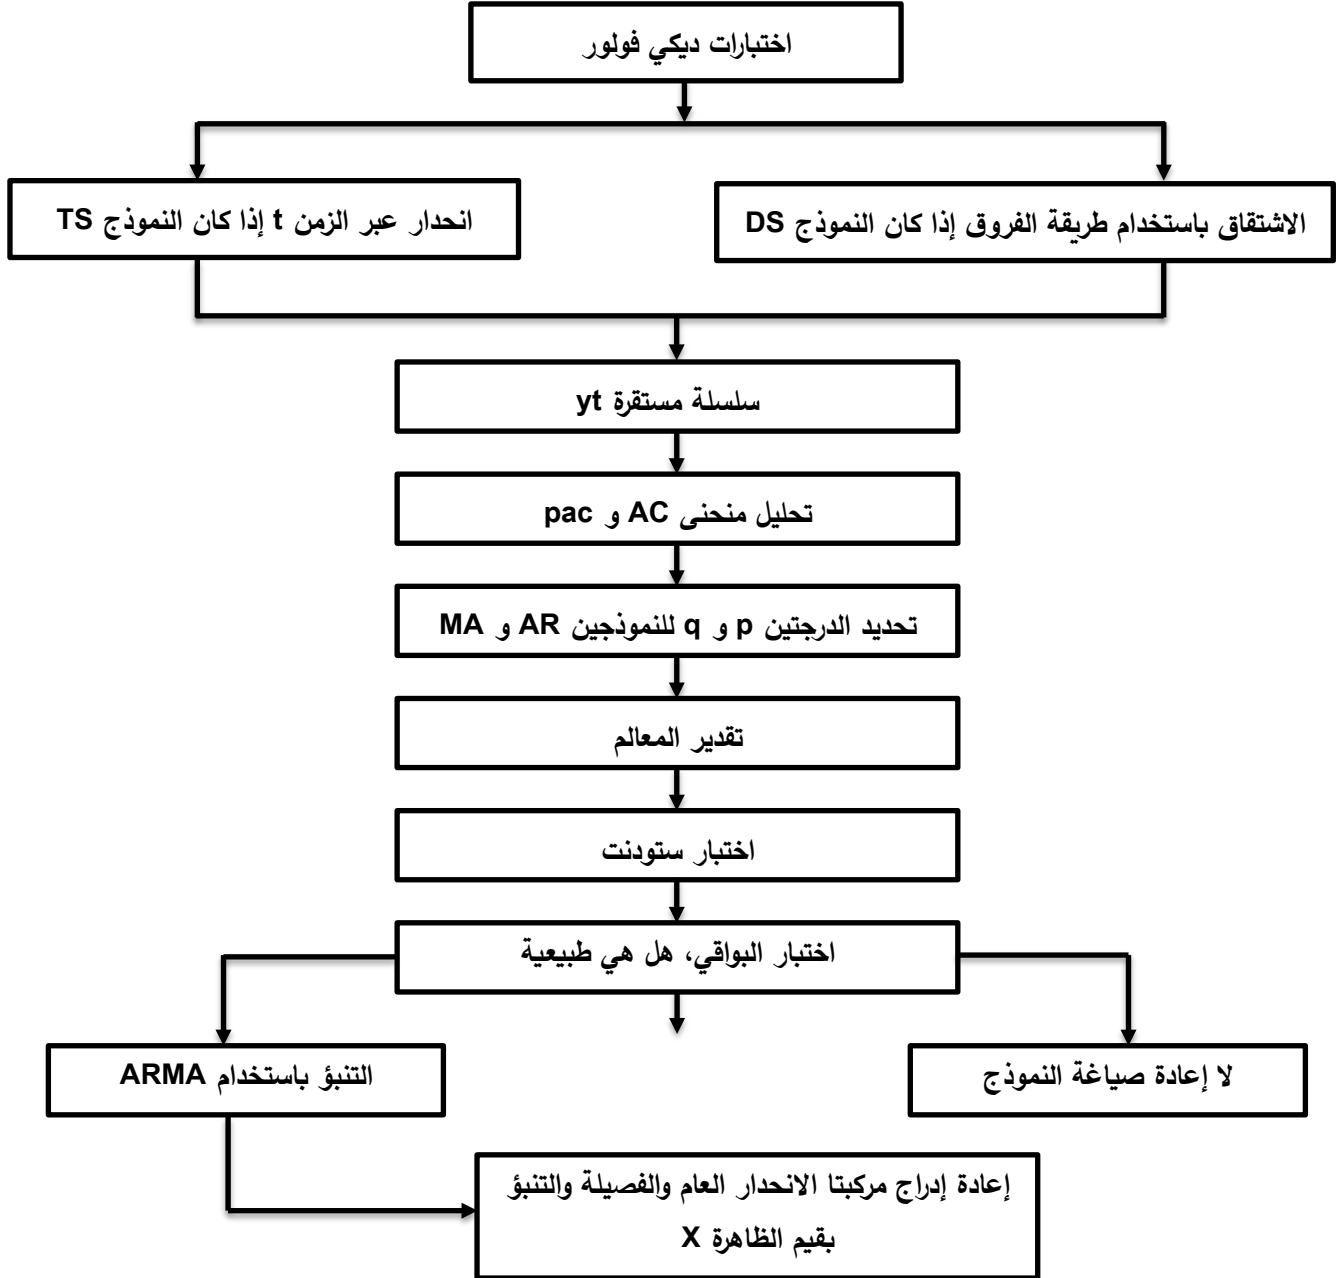 اختبارات ديكي فولور
الاشتقاق باستخدام طريقة الفروق إذا كان النموذج DS
انحدار عبر الزمن t إذا كان النموذج TS
سلسلة مستقرة yt
تحليل منحنى AC و pac
تحديد الدرجتين p و q للنموذجين AR و MA
تقدير المعالم
اختبار ستودنت
اختبار البواقي، هل هي طبيعية
لا إعادة صياغة النموذج
التنبؤ باستخدام ARMA
إعادة إدراج مركبتا الانحدار العام والفصيلة والتنبؤ
بقيم الظاهرة X